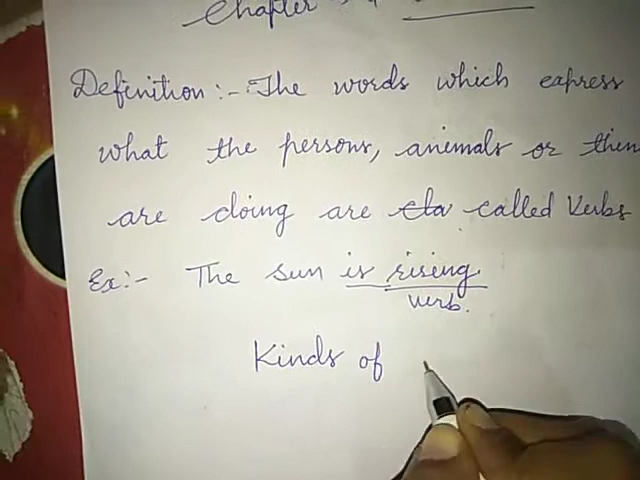 Chapter
Definition:- The words which express
what the persons, animals or
are doing are called Verbs
Ex:- The sun is rising.
verb.
Kinds of